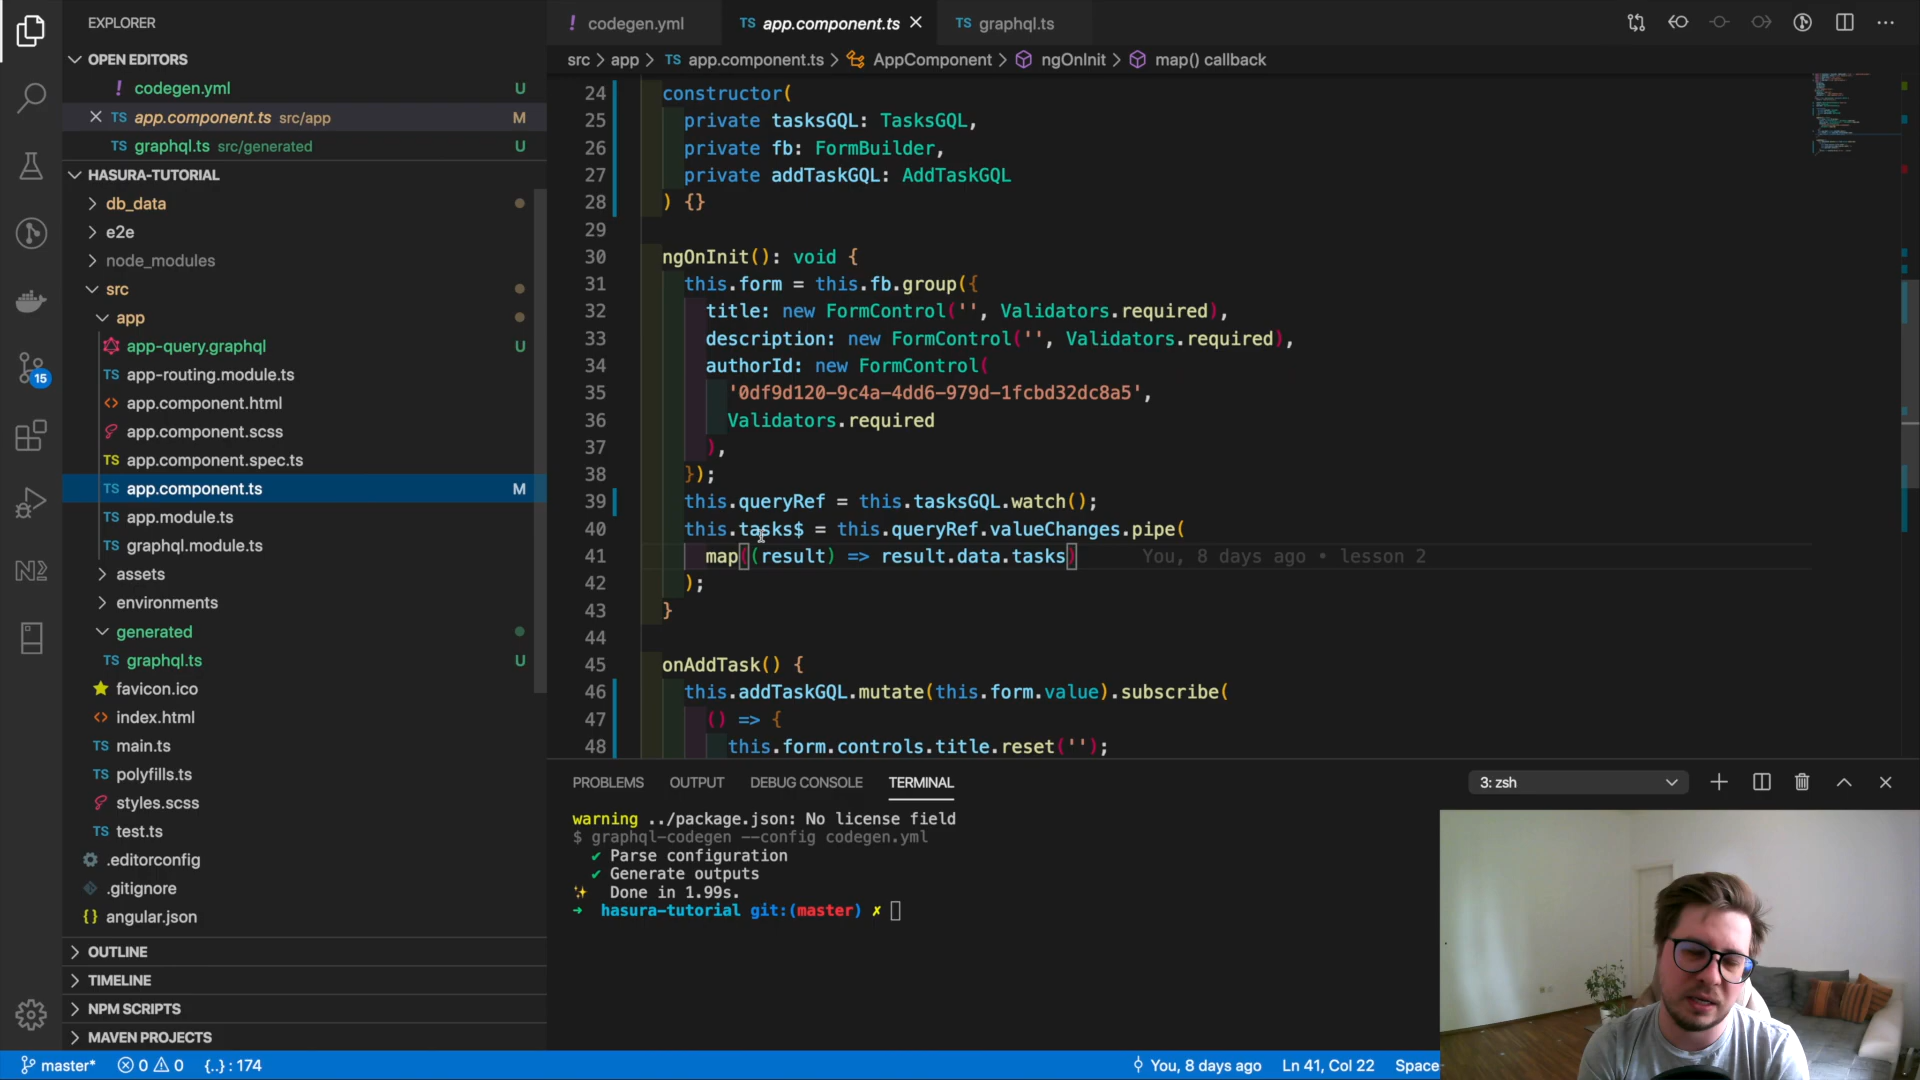 EXPLORER
OPEN EDITORS
! codegen.yml U
TS app.component.ts src/app M
TS graphql.ts src/generated U
HASURA-TUTORIAL
db_data
e2e
node_modules
src
app
app-query.graphql U
TS app-routing.module.ts
<> app.component.html
app.component.scss
TS app.component.spec.ts
TS app.component.ts M
TS app.module.ts
TS graphql.module.ts
assets
environments
generated
TS graphql.ts U
favicon.ico
<> index.html
TS main.ts
TS polyfills.ts
styles.scss
TS test.ts
.editorconfig
.gitignore
{} angular.json
OUTLINE
TIMELINE
NPM SCRIPTS
MAVEN PROJECTS
15
N2
! codegen.yml
TS app.component.ts
TS graphql.ts
src > app > TS app.component.ts > AppComponent > ngOnInit > map() callback
24 constructor(
25 private tasksGQL: TasksGQL,
26 private fb: FormBuilder,
27 private addTaskGQL: AddTaskGQL
28 ) {}
29
30 ngOnInit(): void {
31 this.form = this.fb.group({
32 title: new FormControl('', Validators.required),
33 description: new FormControl('', Validators.required),
34 authorId: new FormControl(
35 '0df9d120-9c4a-4dd6-979d-1fcbd32dc8a5',
36 Validators.required
37 ),
38 });
39 this.queryRef = this.tasksGQL.watch();
40 this.tasks$ = this.queryRef.valueChanges.pipe(
41 map((result) => result.data.tasks) You, 8 days ago • lesson 2
42 );
43 }
44
45 onAddTask() {
46 this.addTaskGQL.mutate(this.form.value).subscribe(
47 () => {
48 this.form.controls.title.reset('');
PROBLEMS OUTPUT DEBUG CONSOLE TERMINAL 3: zsh
warning ../package.json: No license field
$ graphql-codegen --config codegen.yml
✔ Parse configuration
✔ Generate outputs
✨ Done in 1.99s.
➜ hasura-tutorial git:(master) ✗
master* 0 0 {..} : 174 You, 8 days ago Ln 41, Col 22 Space